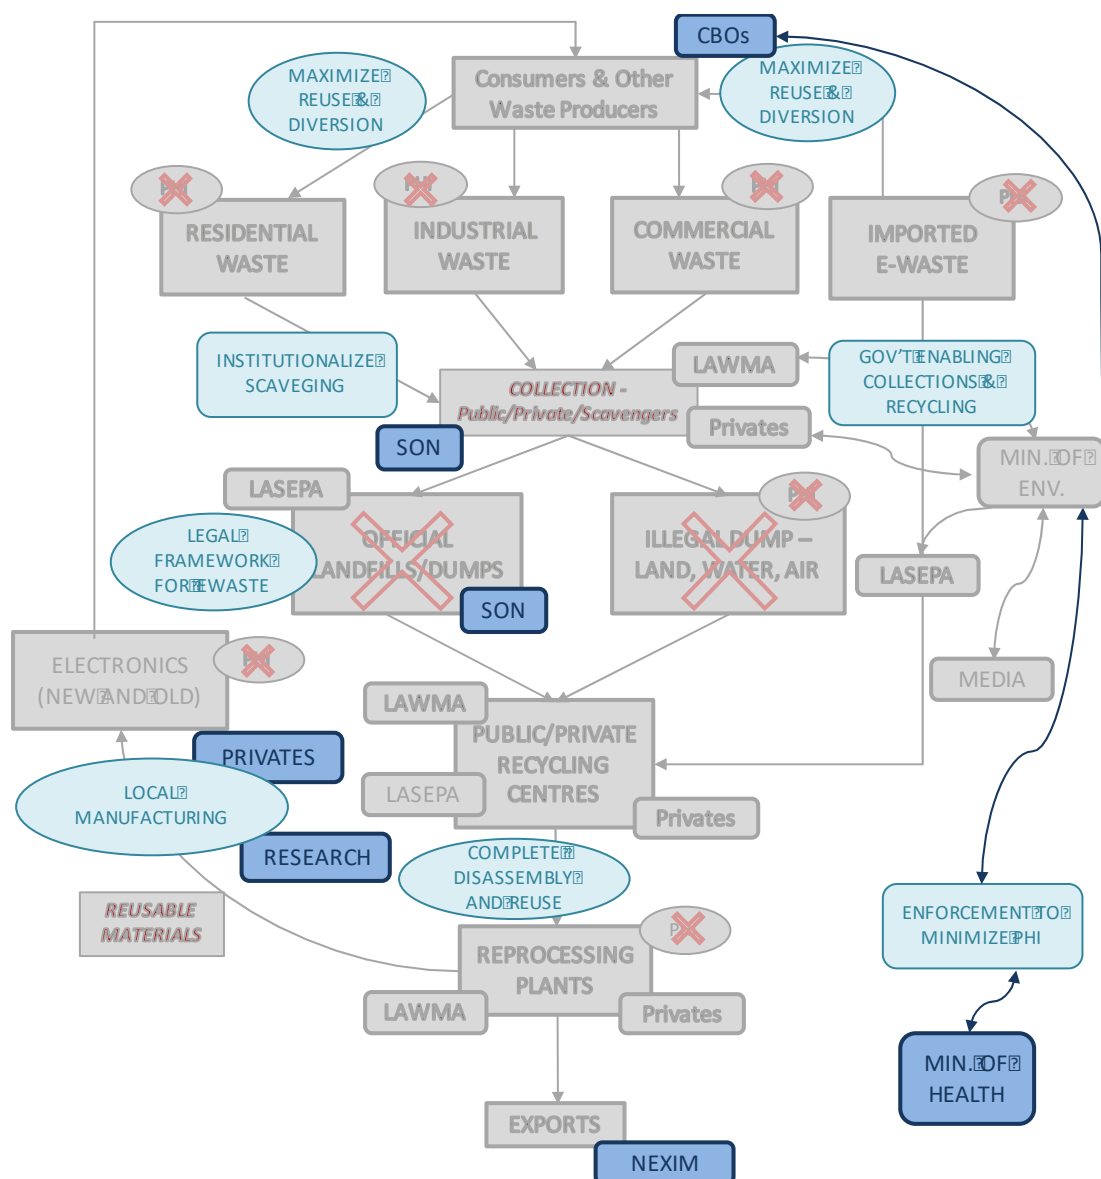 CBOs
MAXIMIZE
REUSE & 
DIVERSION
Consumers & Other
Waste Producers
MAXIMIZE
REUSE & 
DIVERSION
RESIDENTIAL
WASTE
INDUSTRIAL
WASTE
COMMERCIAL
WASTE
IMPORTED
E-WASTE
INSTITUTIONALIZE
SCAVEGING
COLLECTION -
Public/Private/Scavengers
LAWMA
Privates
GOV'T ENABLING
COLLECTIONS &
RECYCLING
SON
MIN. OF
ENV.
LASEPA
OFFICIAL
LANDFILLS/DUMPS
ILLEGAL DUMP –
LAND, WATER, AIR
LEGAL
FRAMEWORK
FOR EWASTE
SON
LASEPA
ELECTRONICS
(NEW AND OLD)
MEDIA
LAWMA
PUBLIC/PRIVATE
RECYCLING
CENTRES
LASEPA
Privates
PRIVATES
LOCAL
MANUFACTURING
RESEARCH
COMPLETE
DISASSEMBLY
AND REUSE
REUSABLE
MATERIALS
ENFORCEMENT TO
MINIMIZE PHI
REPROCESSING
PLANTS
LAWMA
Privates
MIN. OF
HEALTH
EXPORTS
NEXIM